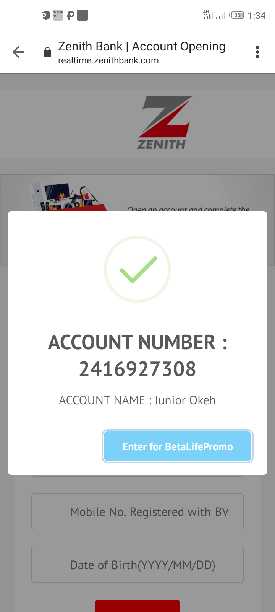 1:34
Zenith Bank | Account Opening
realtime.zenithbank.com
ZENITH
Open an account and complete the
ACCOUNT NUMBER :
2416927308
ACCOUNT NAME : Junior Okeh
Enter for BetaLifePromo
Mobile No. Registered with BV
Date of Birth(YYYY/MM/DD)